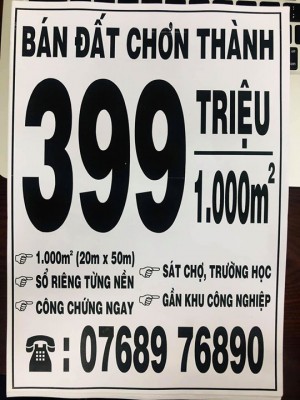 BÁN ĐẤT CHƠN THÀNH
399 TRIỆU
1.000m²
1.000m² (20m x 50m)
SỔ RIÊNG TỪNG NỀN
CÔNG CHỨNG NGAY
SÁT CHỢ, TRƯỜNG HỌC
GẦN KHU CÔNG NGHIỆP
: 07689 76890